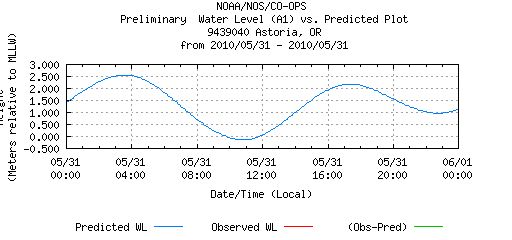 NOAA/NOS/CO-OPS
Preliminary  Water Level (A1) vs. Predicted Plot
9439040 Astoria, OR
from 2010/05/31 - 2010/05/31
(Meters relative to MLLW)
3.000
2.500
2.000
1.500
1.000
0.500
0.000
-0.500
05/31 05/31 05/31 05/31 05/31 05/31 06/01
00:00 04:00 08:00 12:00 16:00 20:00 00:00
Date/Time (Local)
Predicted WL Observed WL (Obs-Pred)